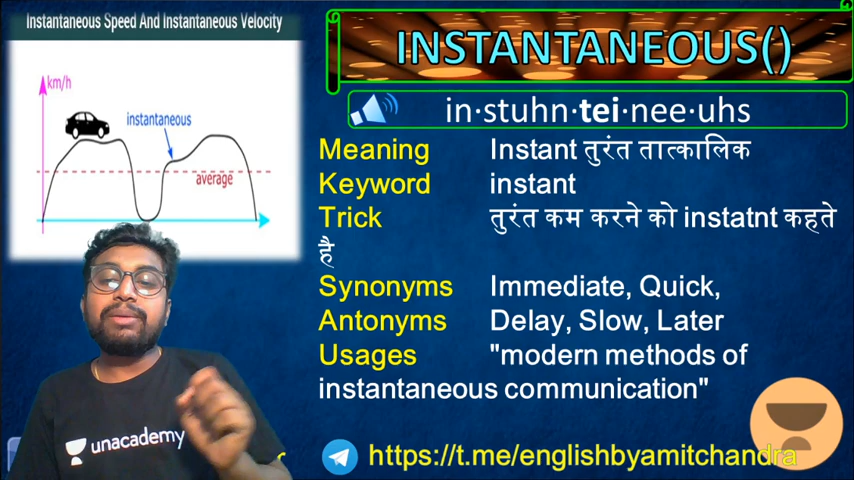 Instantaneous Speed And Instantaneous Velocity
km/h
instantaneous
average
INSTANTANEOUS()
in·stuhn·tei·nee·uhs
Meaning Instant तुरंत तात्कालिक
Keyword instant
Trick तुरंत कम करने को instatnt कहते
है
Synonyms Immediate, Quick,
Antonyms Delay, Slow, Later
Usages "modern methods of
instantaneous communication"
unacademy
https://t.me/englishbyamitchandra